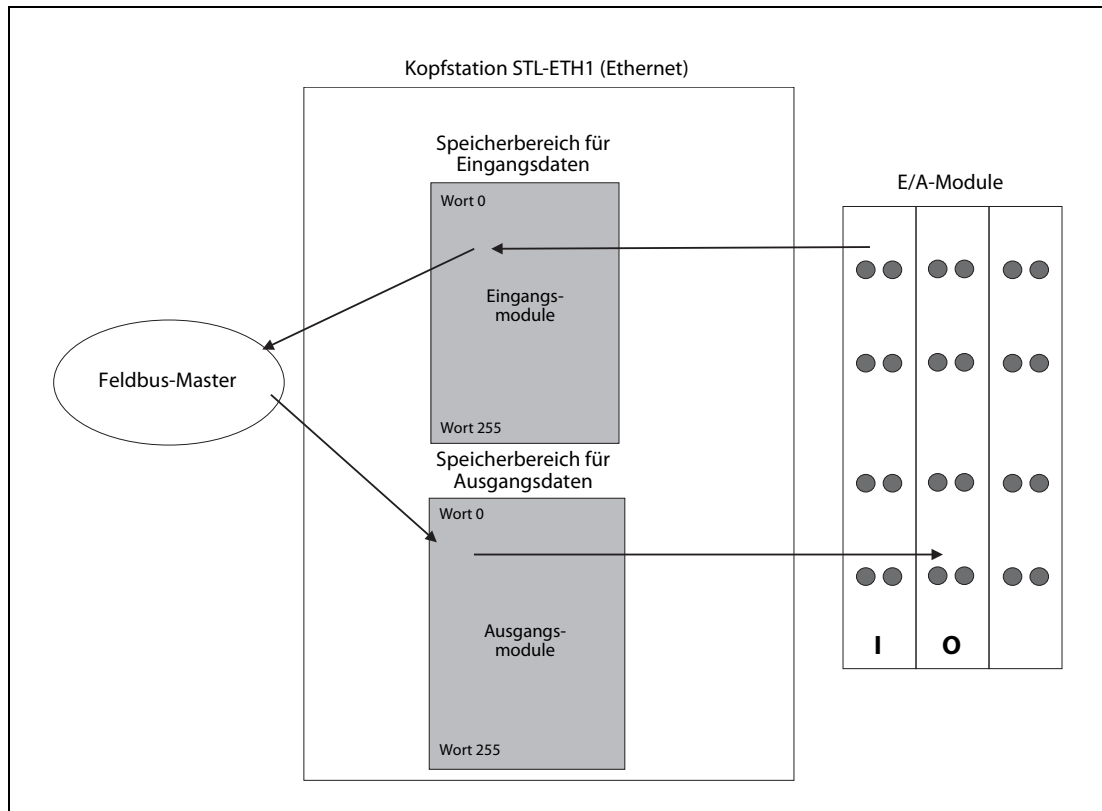 Kopfstation STL-ETH1 (Ethernet)
Speicherbereich für
Eingangsdaten
Wort 0
Eingangs-
module
Wort 255
E/A-Module
I
O
Feldbus-Master
Speicherbereich für
Ausgangsdaten
Wort 0
Ausgangs-
module
Wort 255